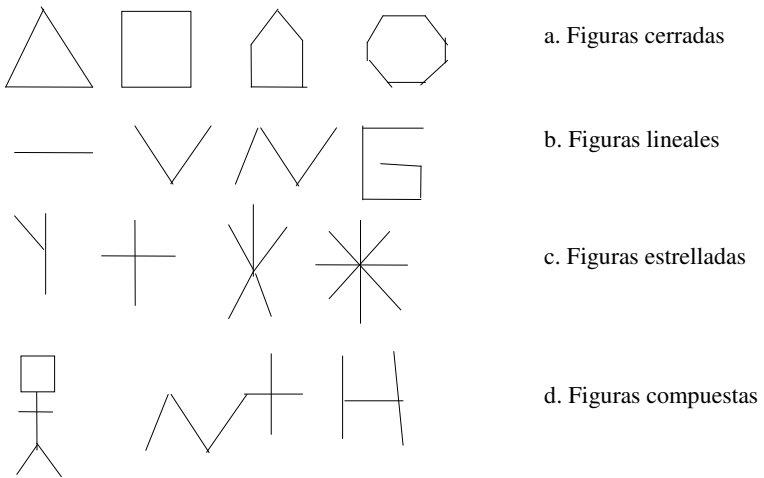 a. Figuras cerradas
b. Figuras lineales
c. Figuras estrelladas
d. Figuras compuestas